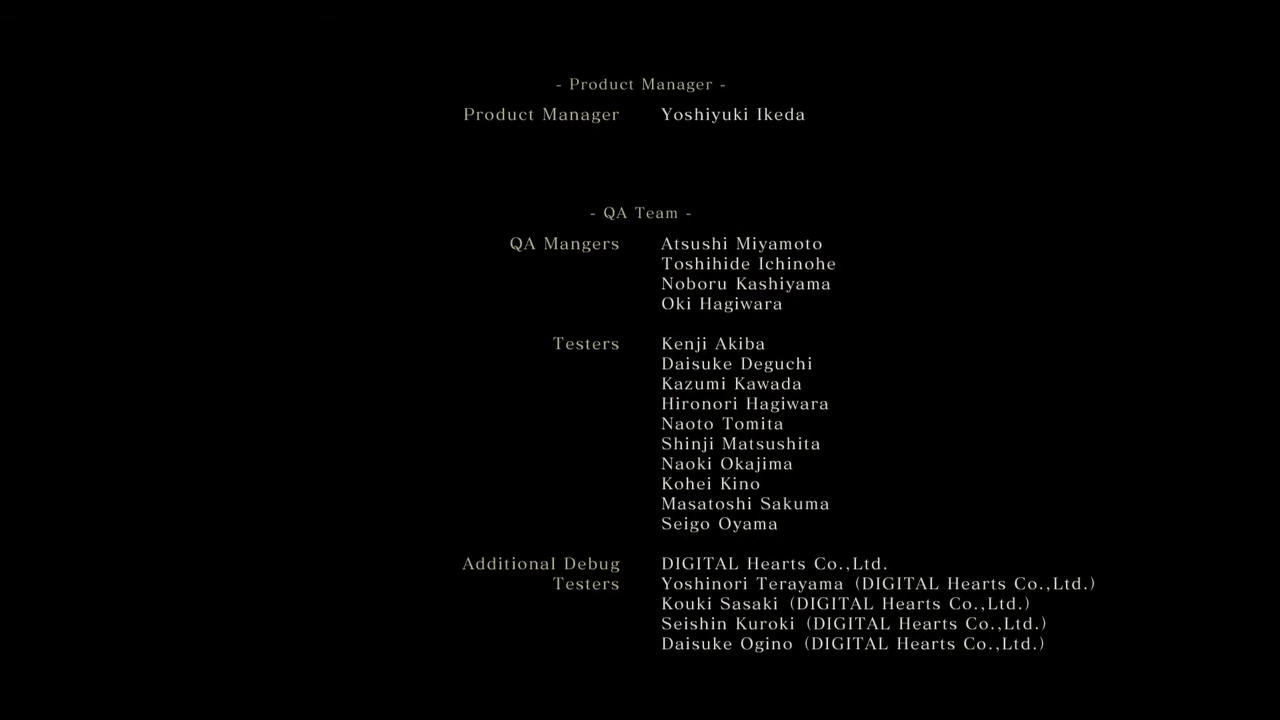 - Product Manager -
Product Manager Yoshiyuki Ikeda
- QA Team -
QA Mangers Atsushi Miyamoto
Toshihide Ichinohe
Noboru Kashiyama
Oki Hagiwara
Testers Kenji Akiba
Daisuke Deguchi
Kazumi Kawada
Hironori Hagiwara
Naoto Tomita
Shinji Matsushita
Naoki Okajima
Kohei Kino
Masatoshi Sakuma
Seigo Oyama
Additional Debug DIGITAL Hearts Co.,Ltd.
Testers Yoshinori Terayama (DIGITAL Hearts Co.,Ltd.)
Kouki Sasaki (DIGITAL Hearts Co.,Ltd.)
Seishin Kuroki (DIGITAL Hearts Co.,Ltd.)
Daisuke Ogino (DIGITAL Hearts Co.,Ltd.)